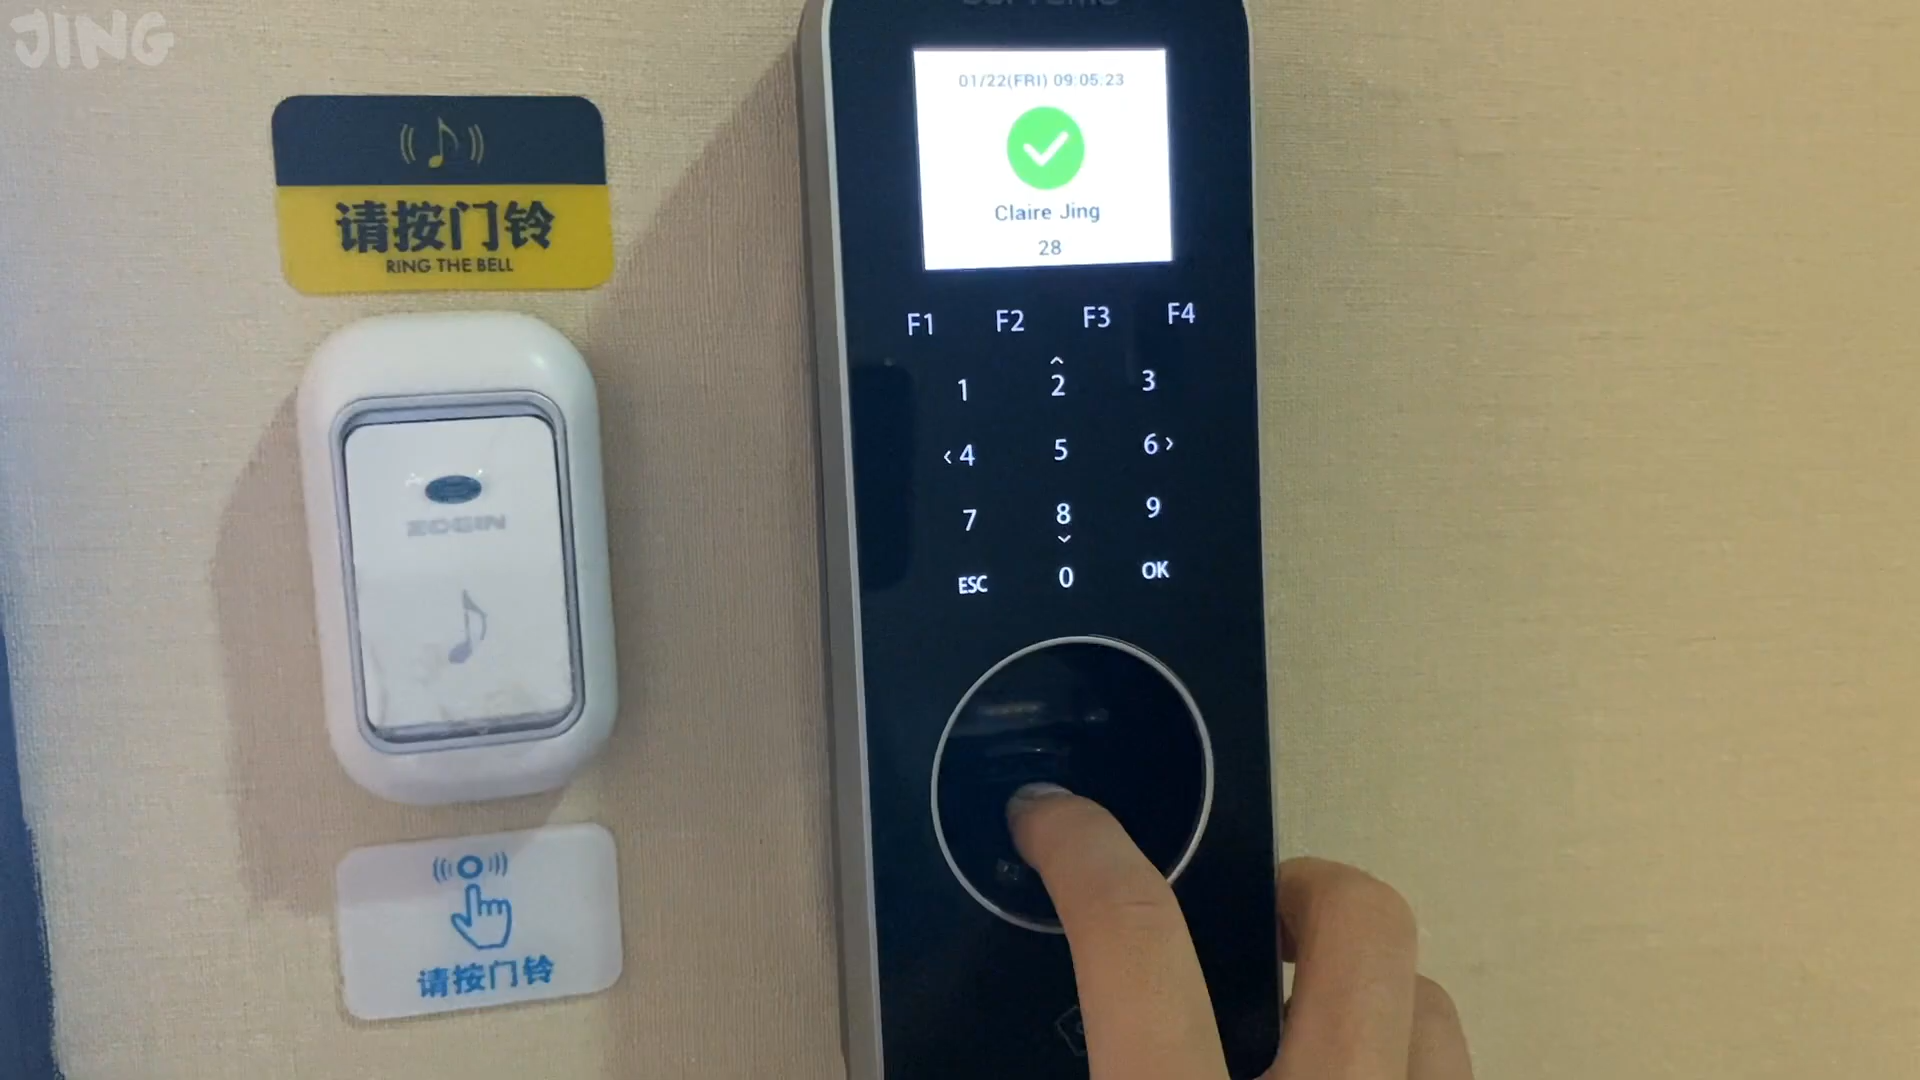 JING
请按门铃
RING THE BELL
ZOGIN
请按门铃
01/22(FRI) 09:05:23
Claire Jing
28
F1 F2 F3 F4
1 2 3
4 5 6
7 8 9
ESC 0 OK